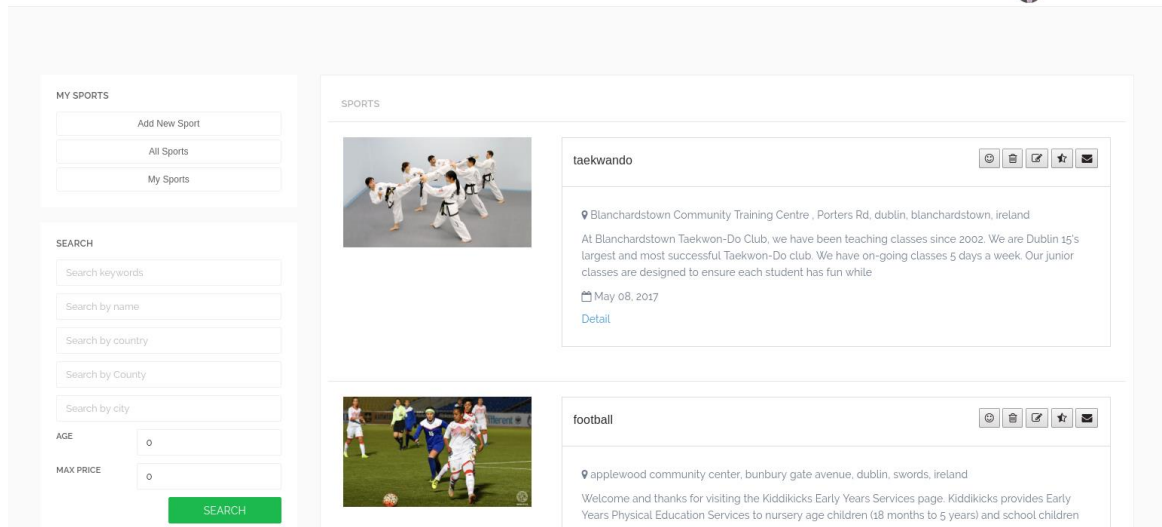 MY SPORTS
Add New Sport
All Sports
My Sports
SEARCH
Search keywords
Search by name
Search by country
Search by County
Search by city
AGE
0
MAX PRICE
0
SEARCH
SPORTS
taekwando
Blanchardstown Community Training Centre , Porters Rd, dublin, blanchardstown, ireland
At Blanchardstown Taekwon-Do Club, we have been teaching classes since 2002. We are Dublin 15's
largest and most successful Taekwon-Do club. We have on-going classes 5 days a week. Our junior
classes are designed to ensure each student has fun while
May 08, 2017
Detail
football
applewood community center, bunbury gate avenue, dublin, swords, ireland
Welcome and thanks for visiting the Kiddikicks Early Years Services page. Kiddikicks provides Early
Years Physical Education Services to nursery age children (18 months to 5 years) and school children